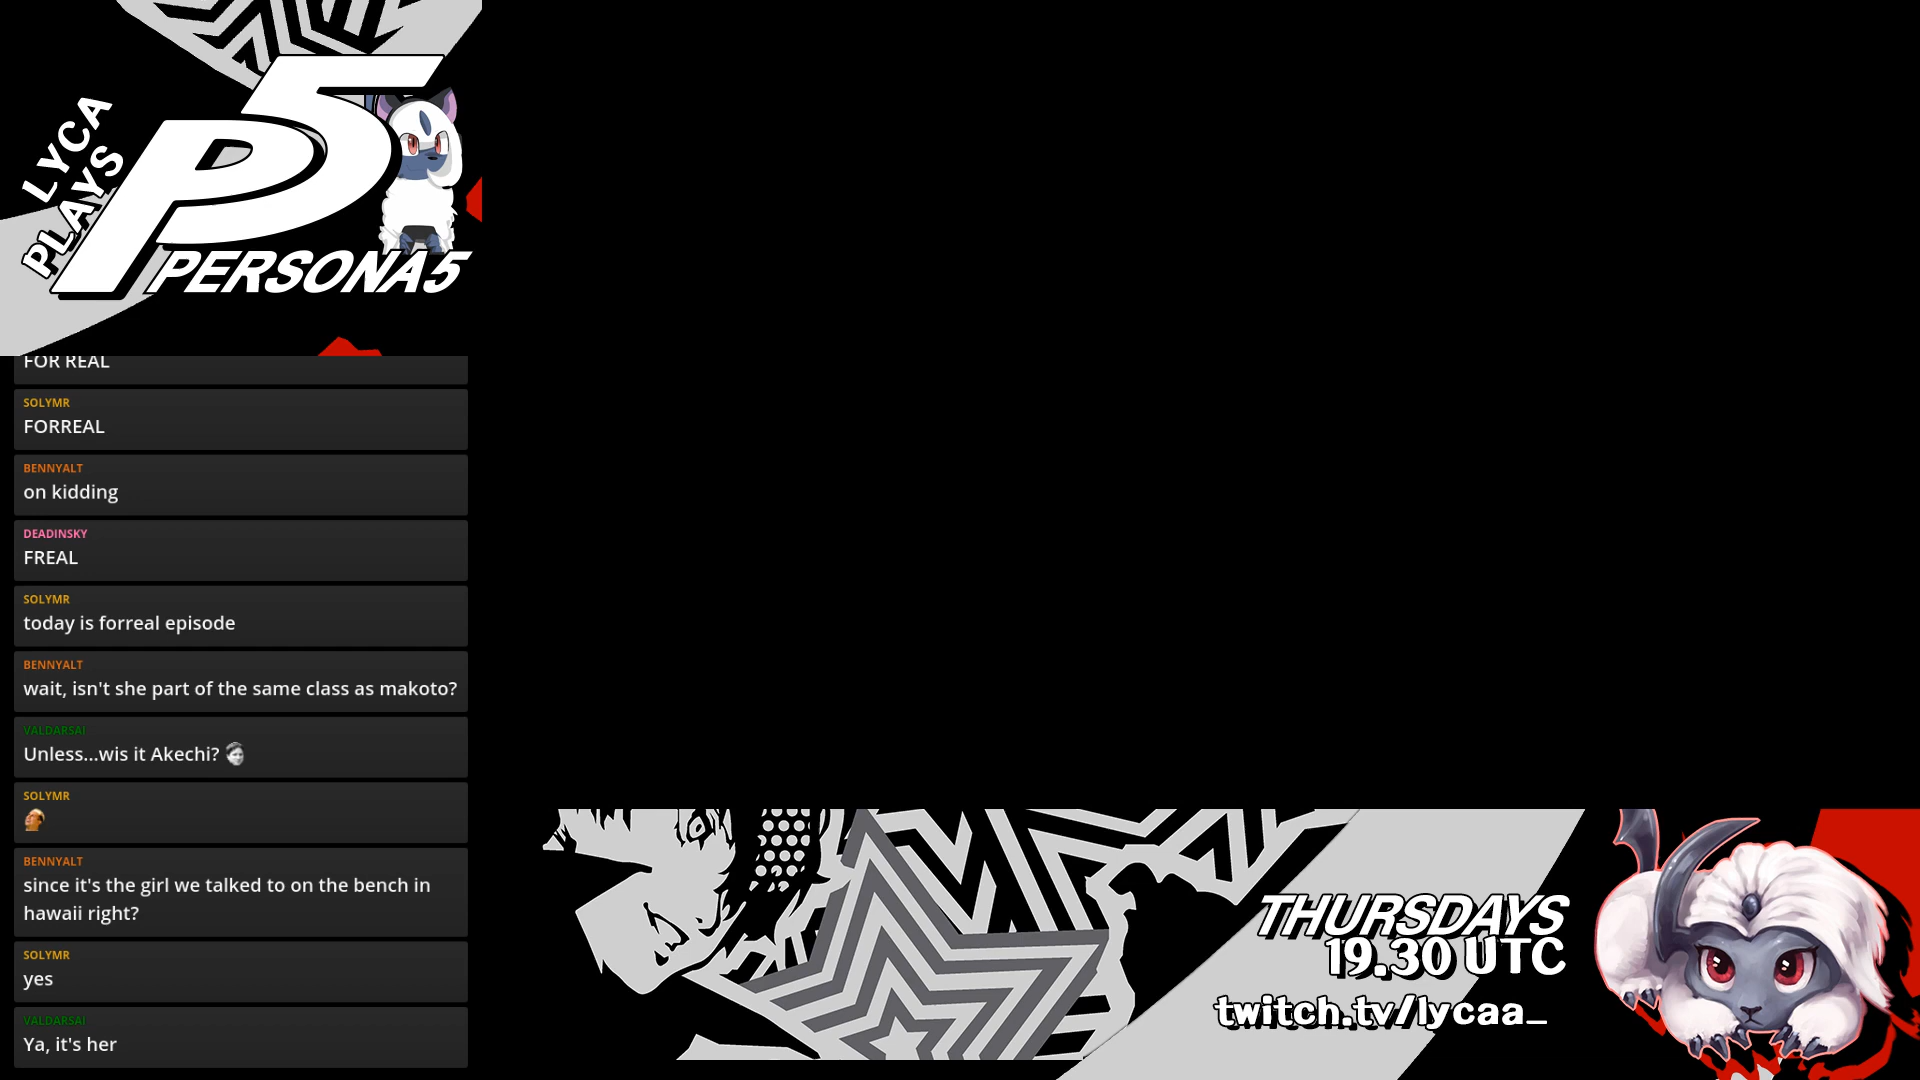 LYCA
PLAYS
P5
PERSONA5
FOR REAL
SOLYMR
FORREAL
BENNYALT
on kidding
DEADINSKY
FREAL
SOLYMR
today is forreal episode
BENNYALT
wait, isn't she part of the same class as makoto?
VALDARSAI
Unless...wis it Akechi?
SOLYMR
BENNYALT
since it's the girl we talked to on the bench in
hawaii right?
SOLYMR
yes
VALDARSAI
Ya, it's her
THURSDAYS
19.30 UTC
twitch.tv/lycaa_